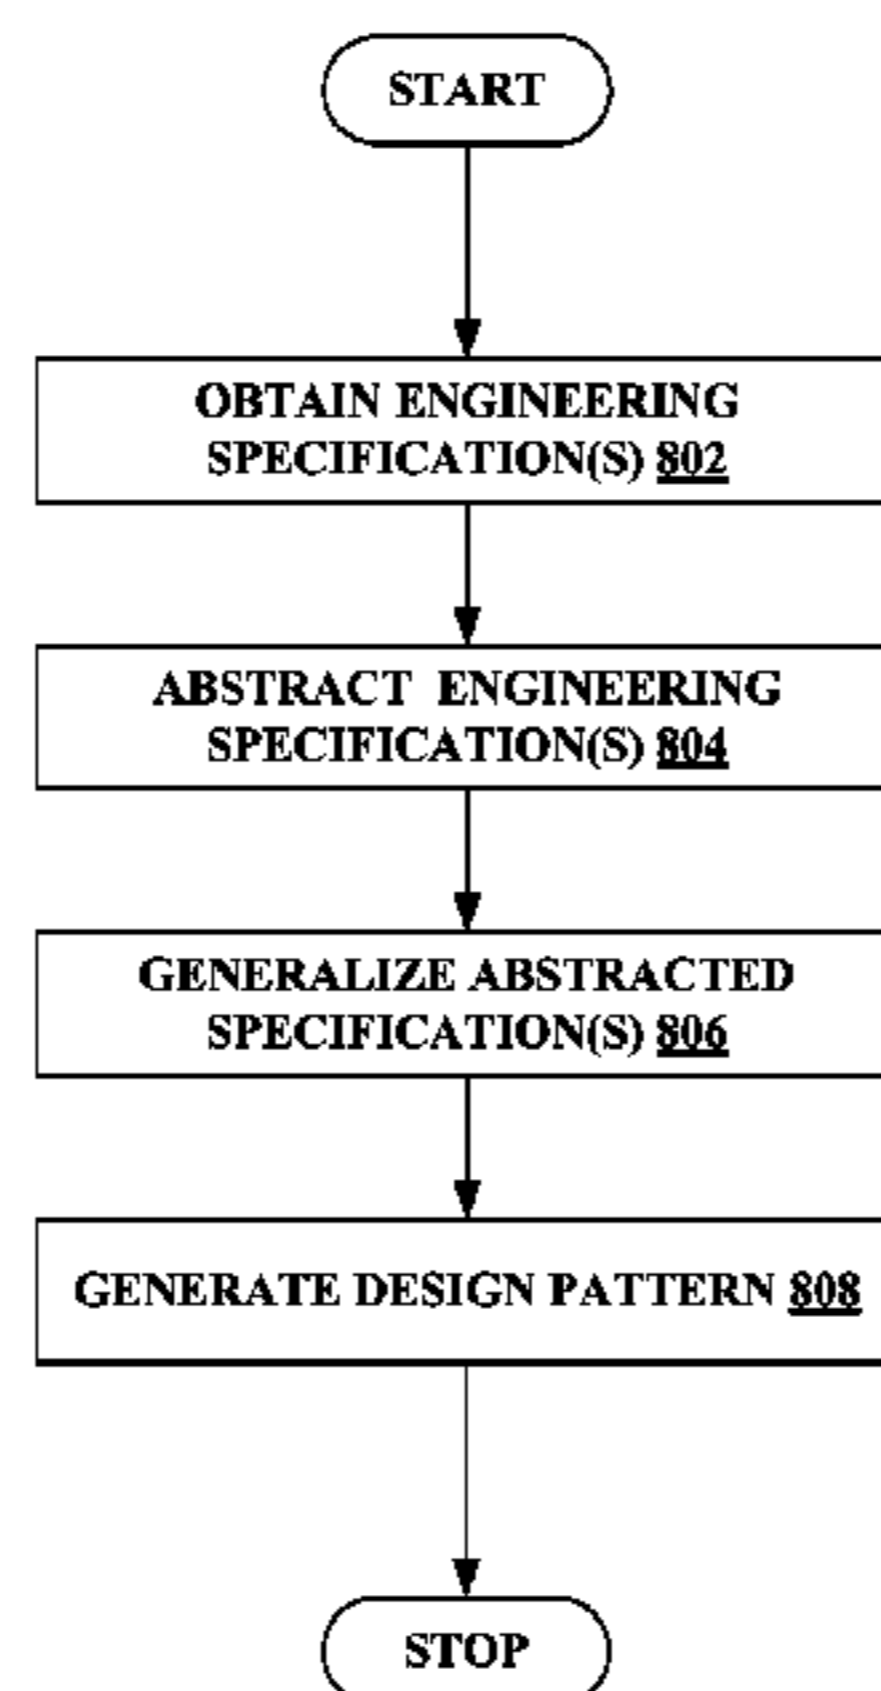 START
OBTAIN ENGINEERING
SPECIFICATION(S) 802
ABSTRACT ENGINEERING
SPECIFICATION(S) 804
GENERALIZE ABSTRACTED
SPECIFICATION(S) 806
GENERATE DESIGN PATTERN 808
STOP